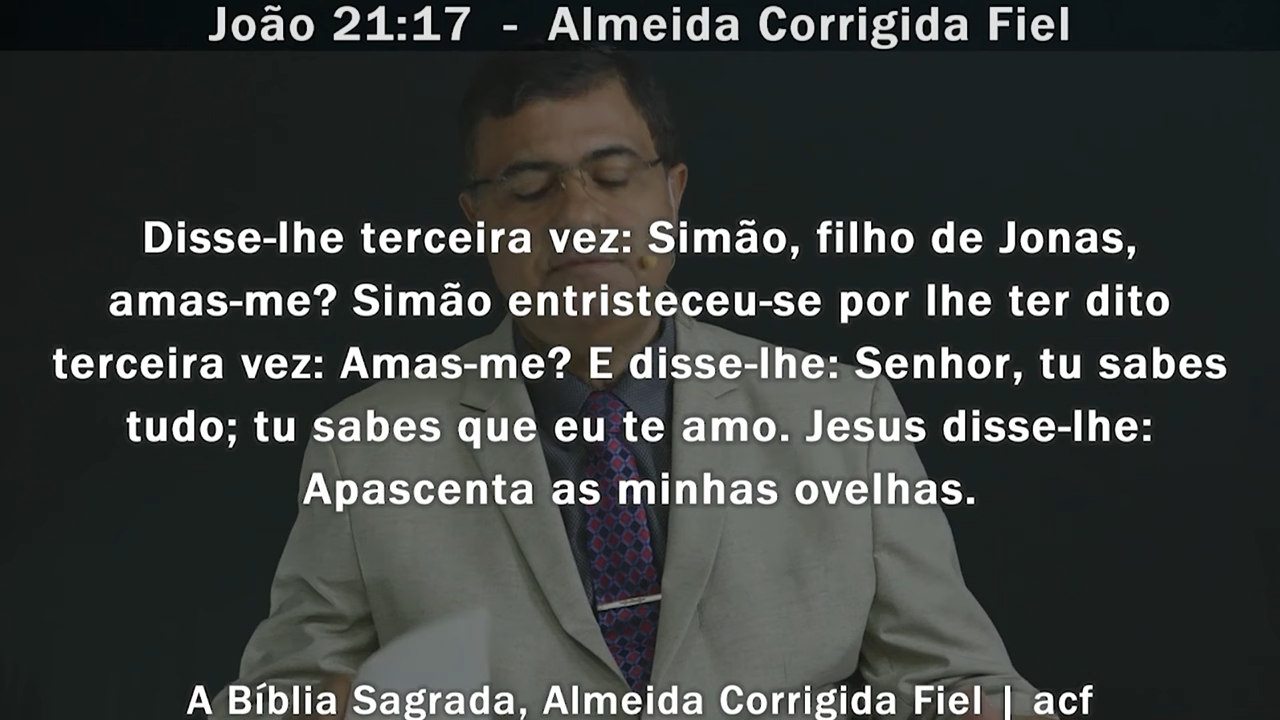 João 21:17 - Almeida Corrigida Fiel
Disse-lhe terceira vez: Simão, filho de Jonas,
amas-me? Simão entristeceu-se por lhe ter dito
terceira vez: Amas-me? E disse-lhe: Senhor, tu sabes
tudo; tu sabes que eu te amo. Jesus disse-lhe:
Apascenta as minhas ovelhas.
A Bíblia Sagrada, Almeida Corrigida Fiel | acf